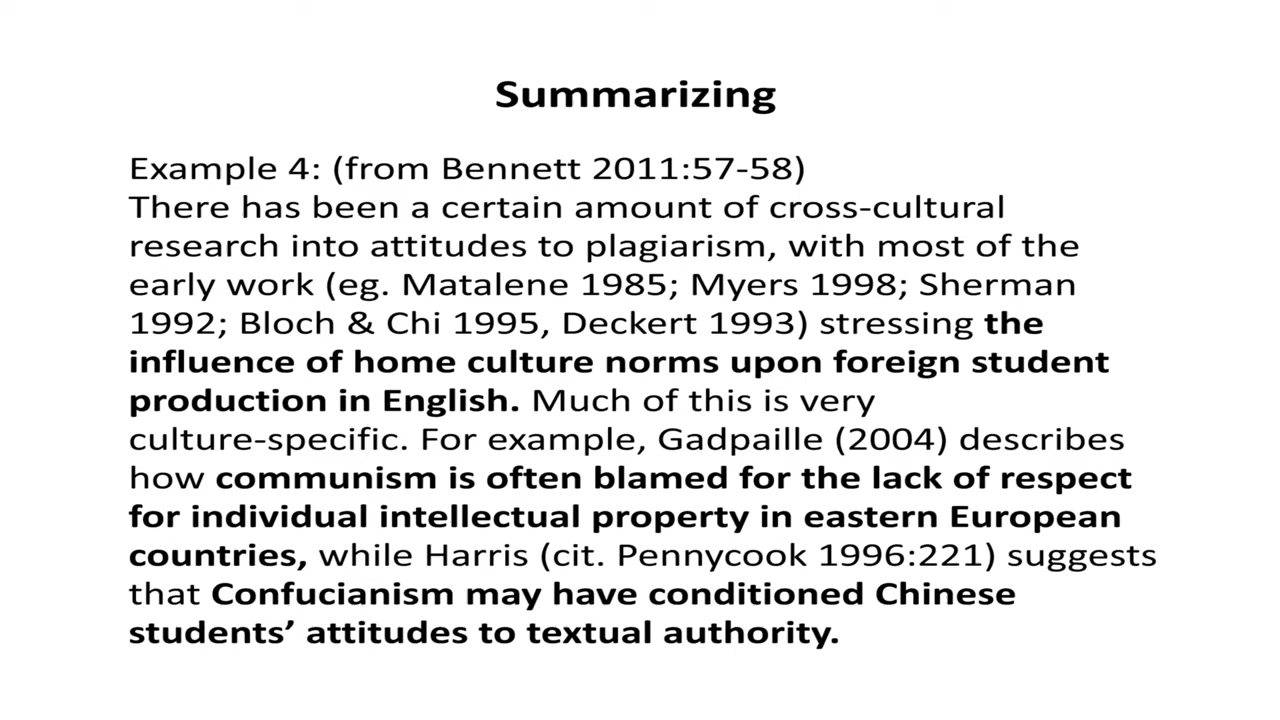 Summarizing
Example 4: (from Bennett 2011:57-58)
There has been a certain amount of cross-cultural
research into attitudes to plagiarism, with most of the
early work (eg. Matalene 1985; Myers 1998; Sherman
1992; Bloch & Chi 1995, Deckert 1993) stressing the
influence of home culture norms upon foreign student
production in English. Much of this is very
culture-specific. For example, Gadpaille (2004) describes
how communism is often blamed for the lack of respect
for individual intellectual property in eastern European
countries, while Harris (cit. Pennycook 1996:221) suggests
that Confucianism may have conditioned Chinese
students’ attitudes to textual authority.